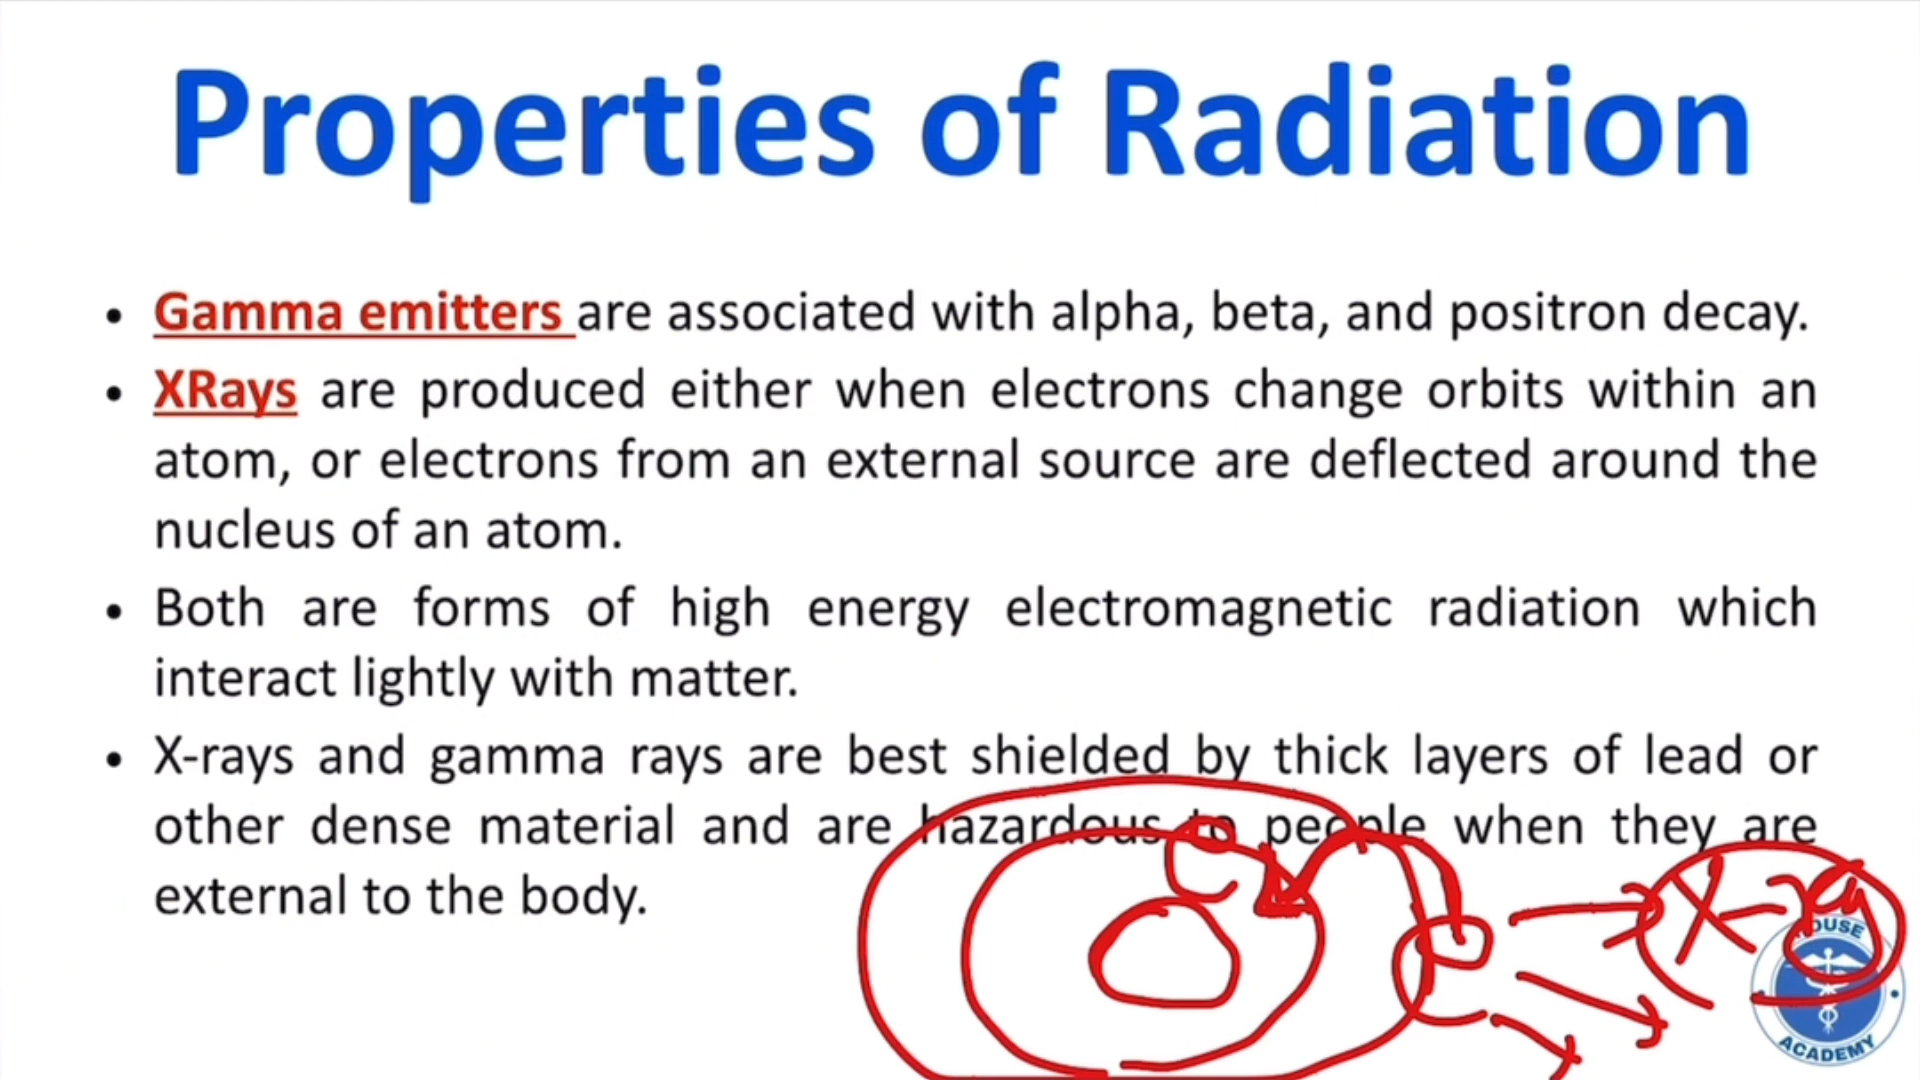 Properties of Radiation
• Gamma emitters are associated with alpha, beta, and positron decay.
• XRays are produced either when electrons change orbits within an
atom, or electrons from an external source are deflected around the
nucleus of an atom.
• Both are forms of high energy electromagnetic radiation which
interact lightly with matter.
• X-rays and gamma rays are best shielded by thick layers of lead or
other dense material and are hazardous to people when they are
external to the body.
X-ray
ACADEMY